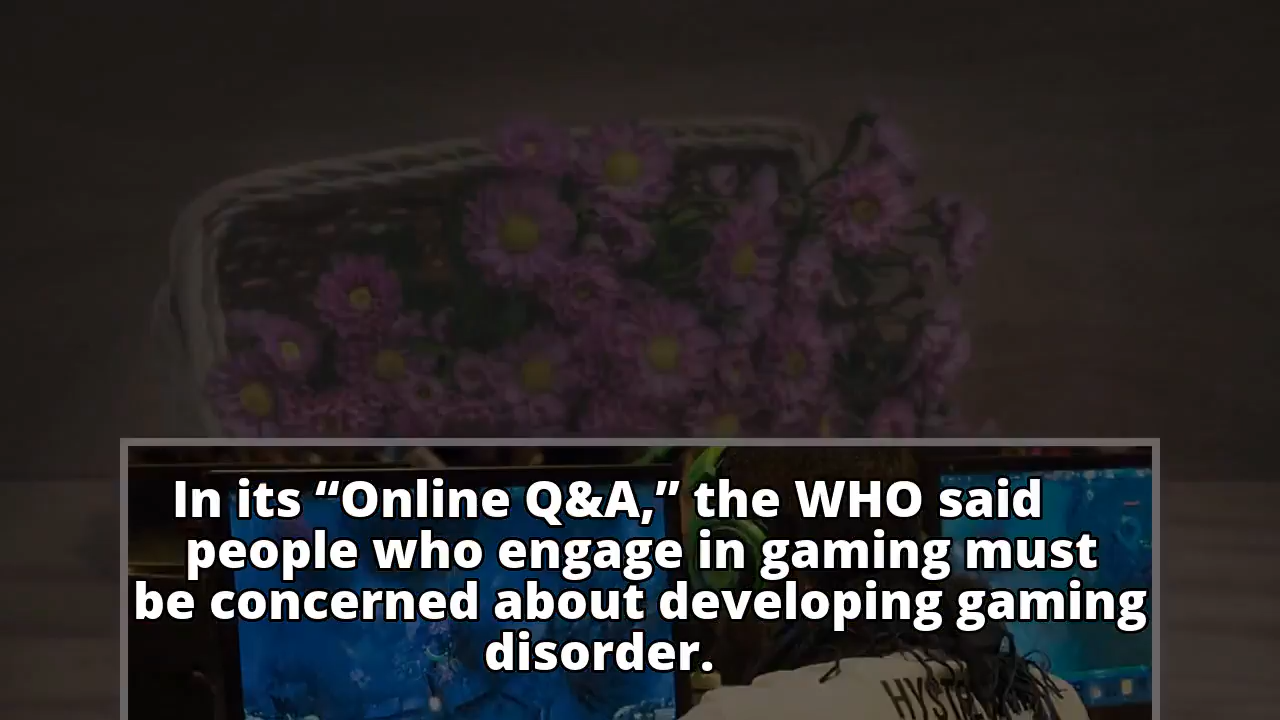 In its “Online Q&A,” the WHO said
people who engage in gaming must
be concerned about developing gaming
disorder.